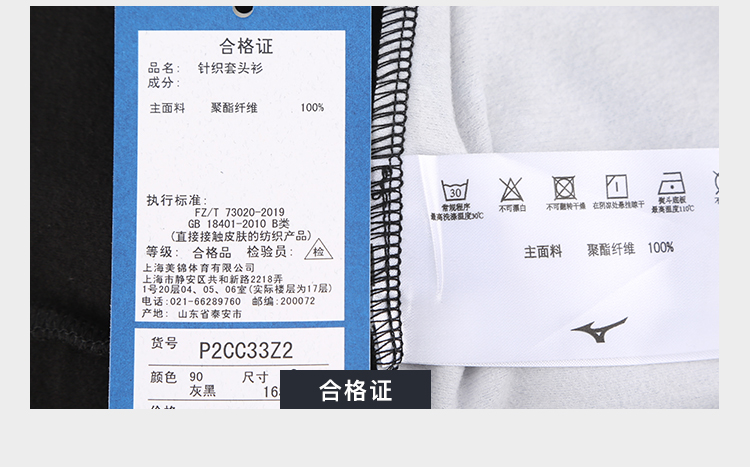 合格证
品名: 针织套头衫
成分:
主面料 聚酯纤维 100%
执行标准:
FZ/T 73020-2019
GB 18401-2010 B类
(直接接触皮肤的纺织产品)
等级: 合格品 检验员: 检
上海美锦体育有限公司
上海市静安区共和新路2218弄
1号20层04、05、06室(实际楼层为17层)
电话:021-66289760 邮编:200072
产地: 山东省泰安市
货号 P2CC33Z2
颜色 90 尺寸
灰黑
30
常规程序
最高洗涤温度30℃
不可漂白
不可翻转干燥
在阴凉处悬挂晾干
熨斗底板
最高温度110℃
主面料 聚酯纤维 100%
合格证